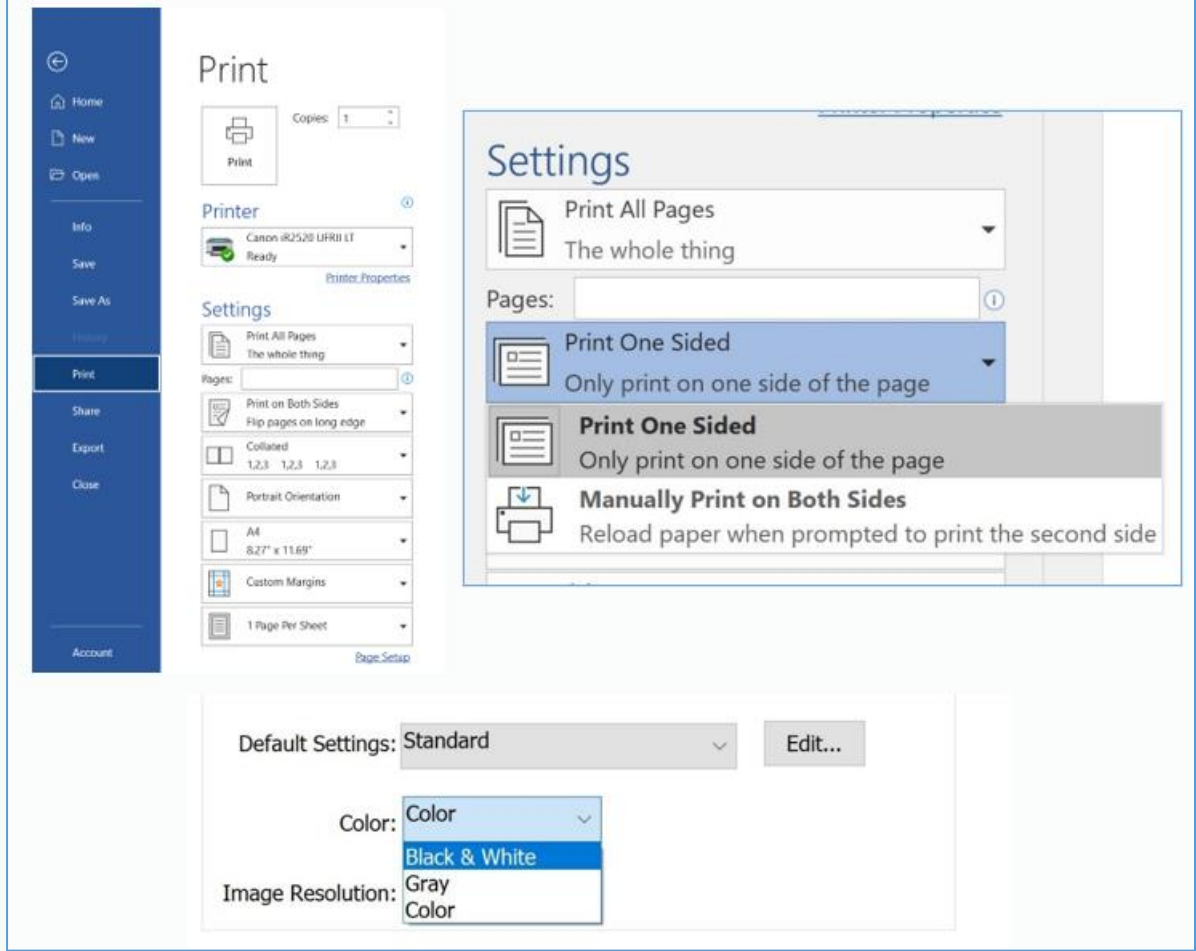 Home
New
Open
Info
Save
Save As
History
Print
Share
Export
Close
Account
Print
Copies: 1
Print
Printer
Canon iR2520 UFRII LT
Ready
Printer Properties
Settings
Print All Pages
The whole thing
Pages:
Print on Both Sides
Flip pages on long edge
Collated
1,2,3 1,2,3 1,2,3
Portrait Orientation
A4
8.27" x 11.69"
Custom Margins
1 Page Per Sheet
Page Setup
Settings
Print All Pages
The whole thing
Pages:
Print One Sided
Only print on one side of the page
Print One Sided
Only print on one side of the page
Manually Print on Both Sides
Reload paper when prompted to print the second side
Default Settings: Standard Edit...
Color: Color
Black & White
Gray
Image Resolution:
Color